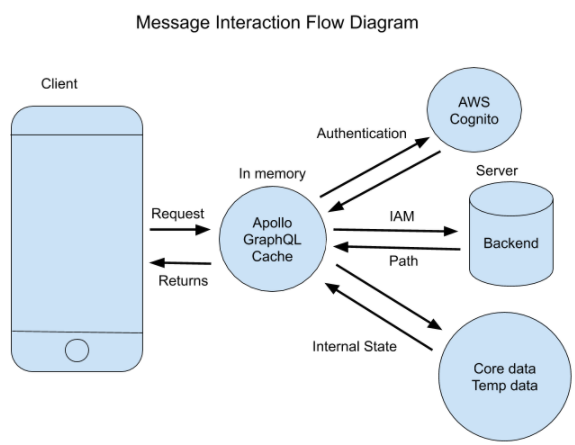 Message Interaction Flow Diagram
Client
AWS
Cognito
Authentication
In memory
Server
Request
Apollo
GraphQL
Cache
IAM
Backend
Path
Returns
Internal State
Core data
Temp data